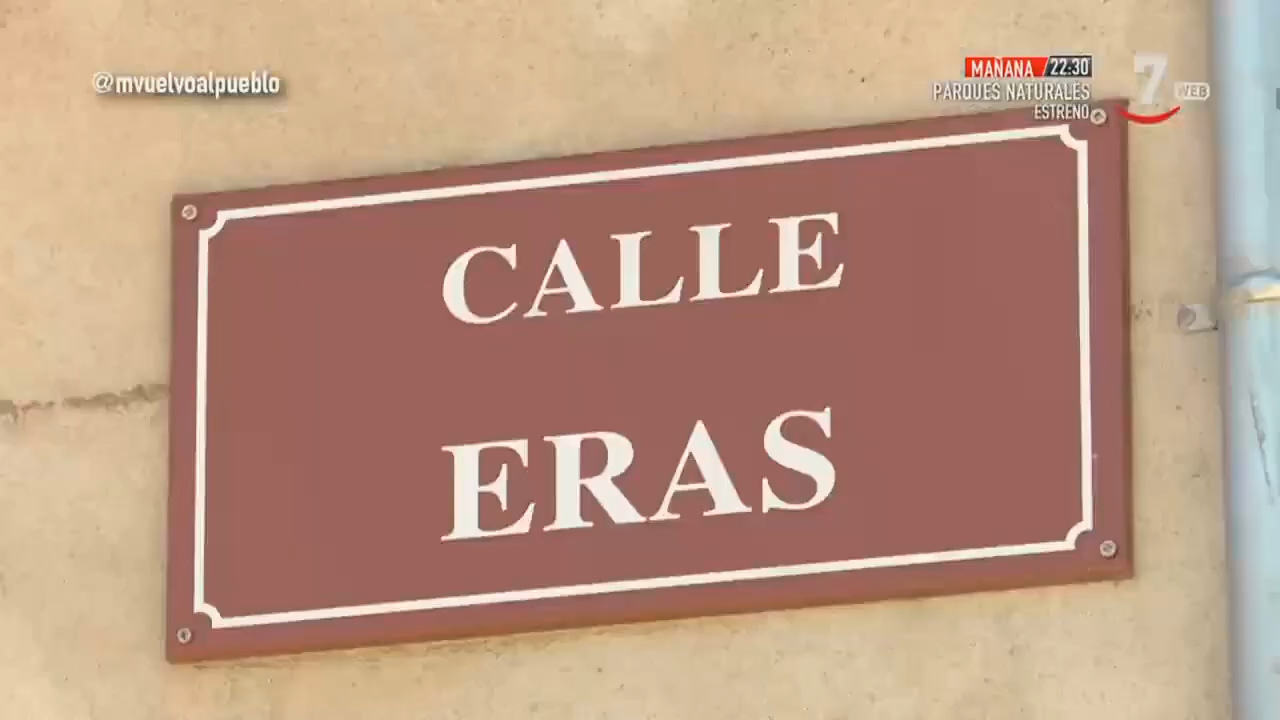 @mvuelvoalpueblo
MAÑANA 22:30
PARQUES NATURALES
ESTRENO
7 WEB
CALLE
ERAS